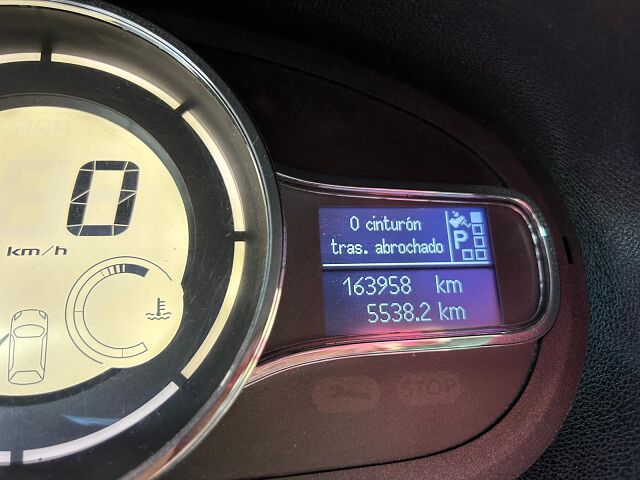 0
km/h
0 cinturón
tras. abrochado
P
163958 km
5538.2 km
STOP